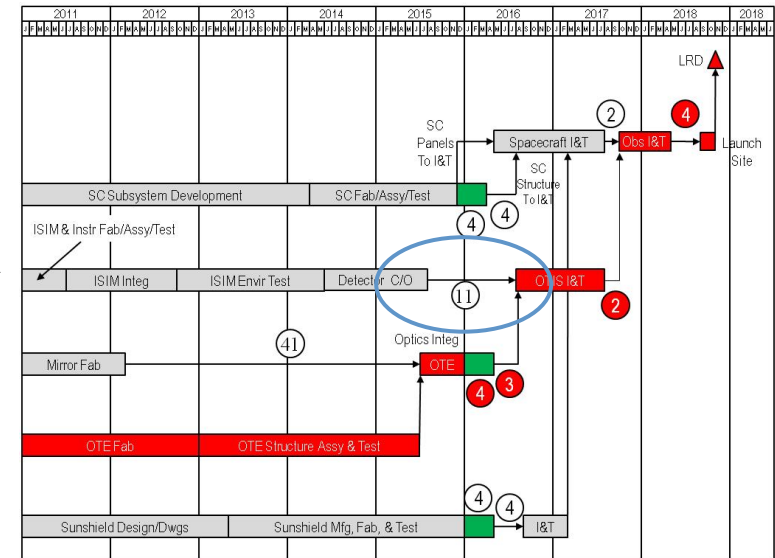 2011 2012 2013 2014 2015 2016 2017 2018 2018
J F M A M J J A S O N D J F M A M J J A S O N D J F M A M J J A S O N D J F M A M J J A S O N D J F M A M J J A S O N D J F M A M J J A S O N D J F M A M J J A S O N D J F M A M J J A S O N D J F M A M J
LRD
SC
Panels
To I&T
Spacecraft I&T
2
Obs I&T
4
Launch
Site
SC
Structure
To I&T
SC Subsystem Development
SC Fab/Assy/Test
4
4
ISIM & Instr Fab/Assy/Test
ISIM Integ
ISIM Envir Test
Detector C/O
11
OTIS I&T
2
41
Optics Integ
Mirror Fab
OTE
4
3
OTE Fab
OTE Structure Assy & Test
4
4
Sunshield Design/Dwgs
Sunshield Mfg, Fab, & Test
I&T